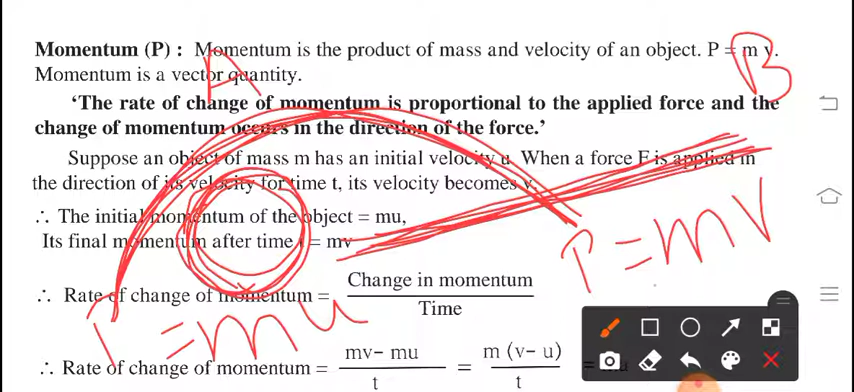 Momentum (P) : Momentum is the product of mass and velocity of an object. P = m v.
Momentum is a vector quantity.
‘The rate of change of momentum is proportional to the applied force and the
change of momentum occurs in the direction of the force.’
Suppose an object of mass m has an initial velocity u. When a force F is applied in
the direction of its velocity for time t, its velocity becomes v.
∴ The initial momentum of the object = mu,
Its final momentum after time t = mv
∴ Rate of change of momentum = Change in momentum / Time
∴ Rate of change of momentum = mv– mu / t = m (v– u) / t =
A
B
P = mu
P = mv